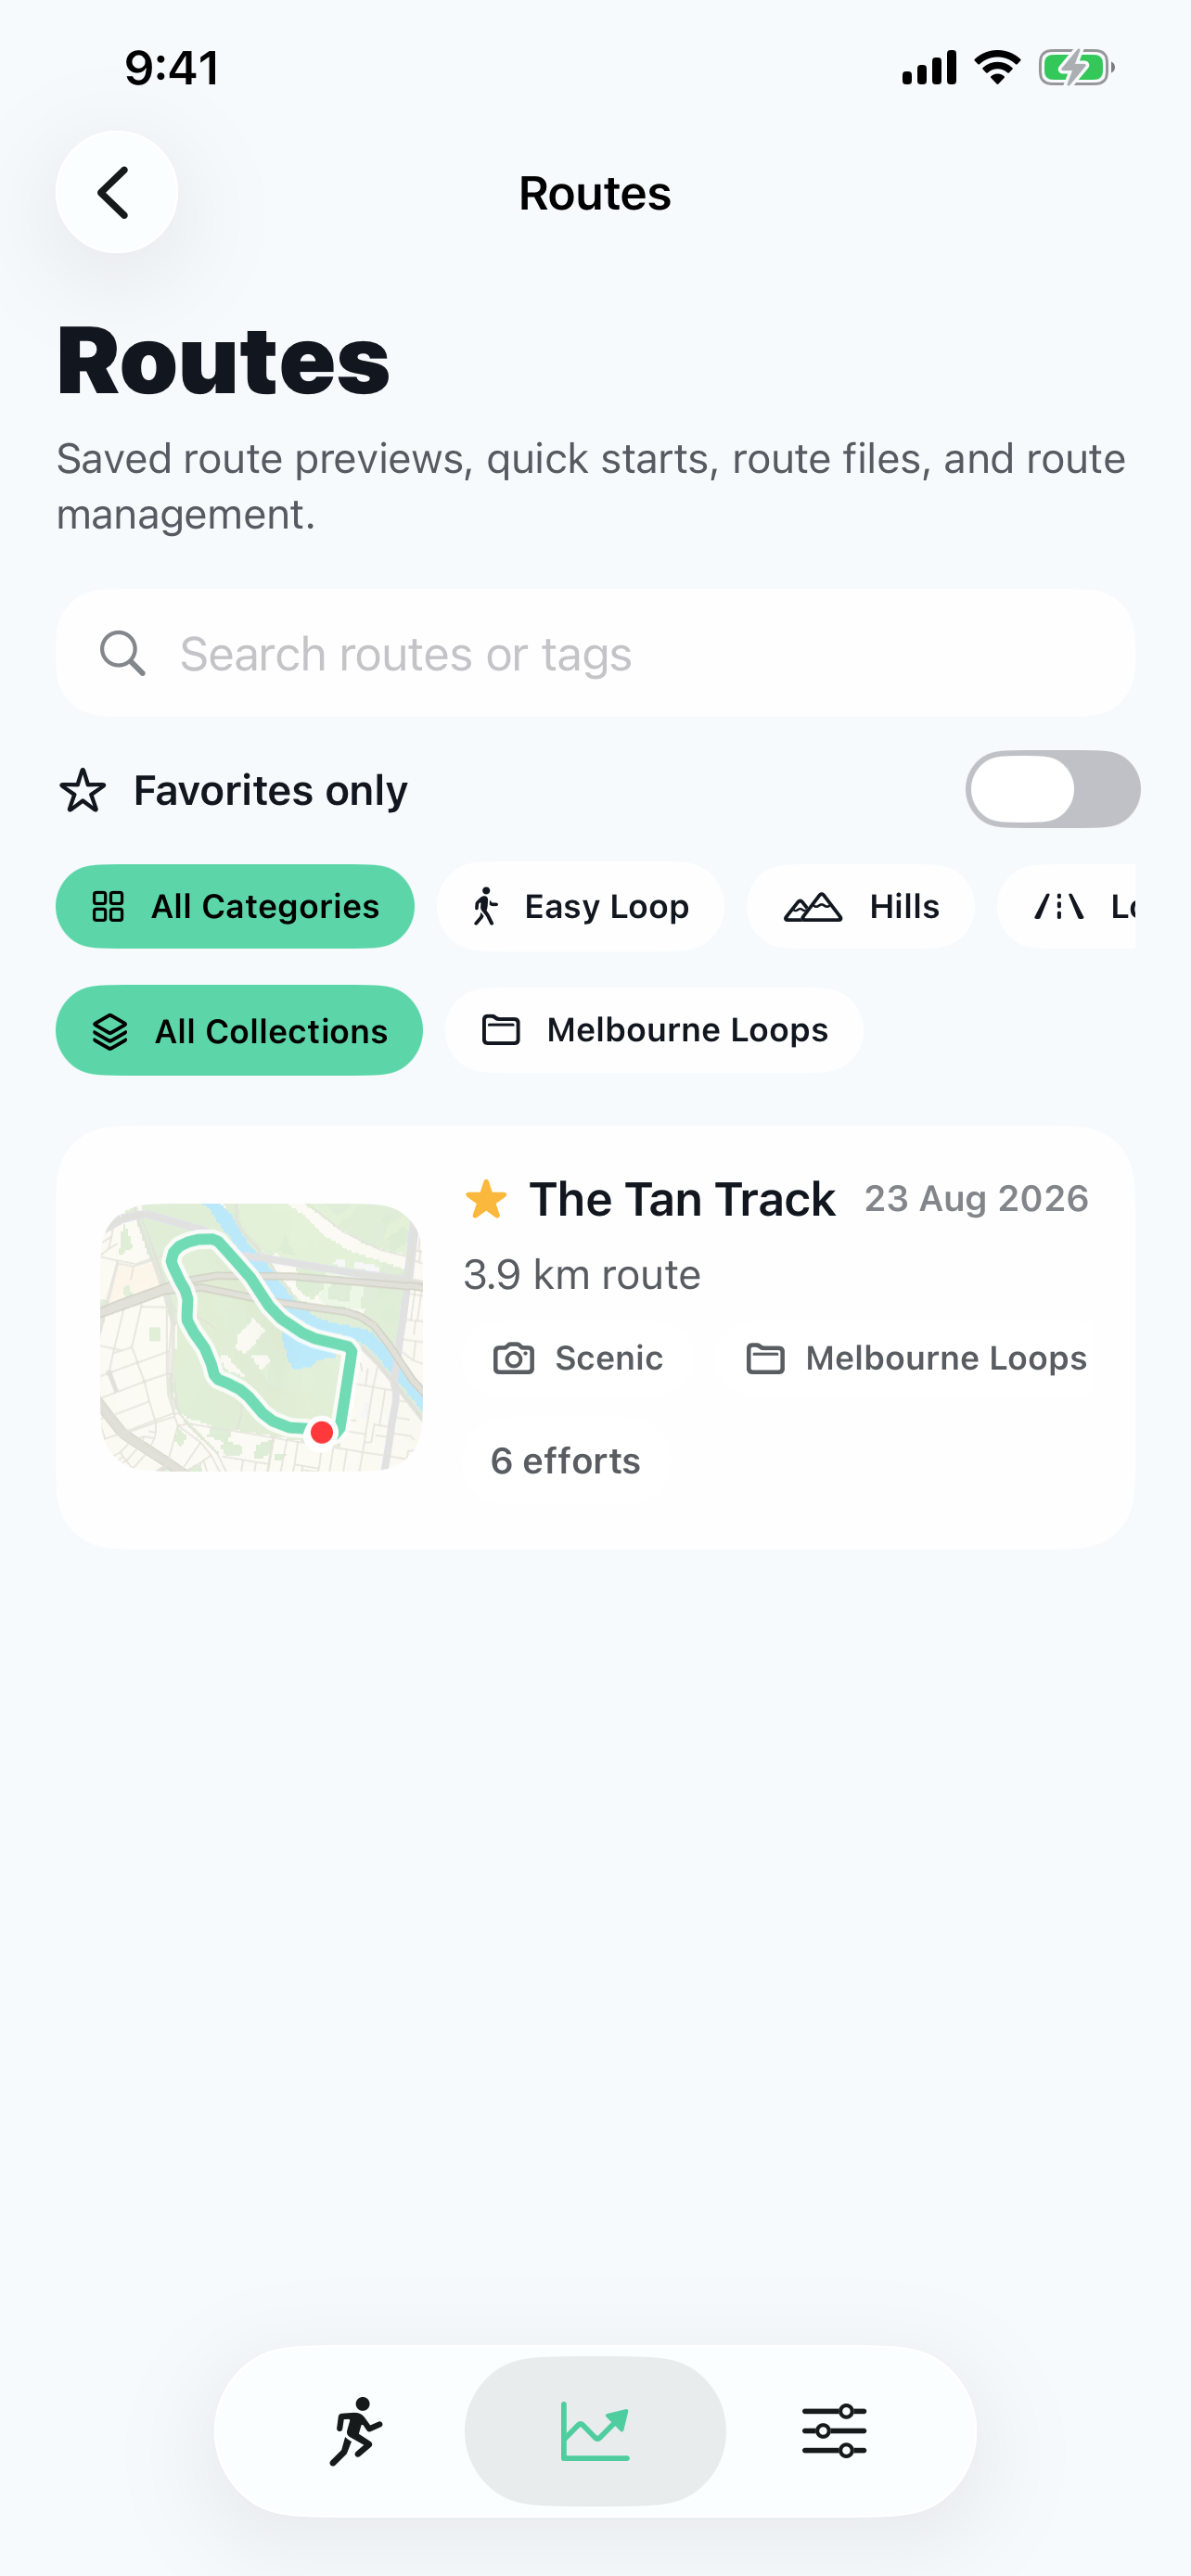 9:41
Routes
Routes
Saved route previews, quick starts, route files, and route
management.
Search routes or tags
Favorites only
All Categories
Easy Loop
Hills
All Collections
Melbourne Loops
The Tan Track
23 Aug 2026
3.9 km route
Scenic
Melbourne Loops
6 efforts